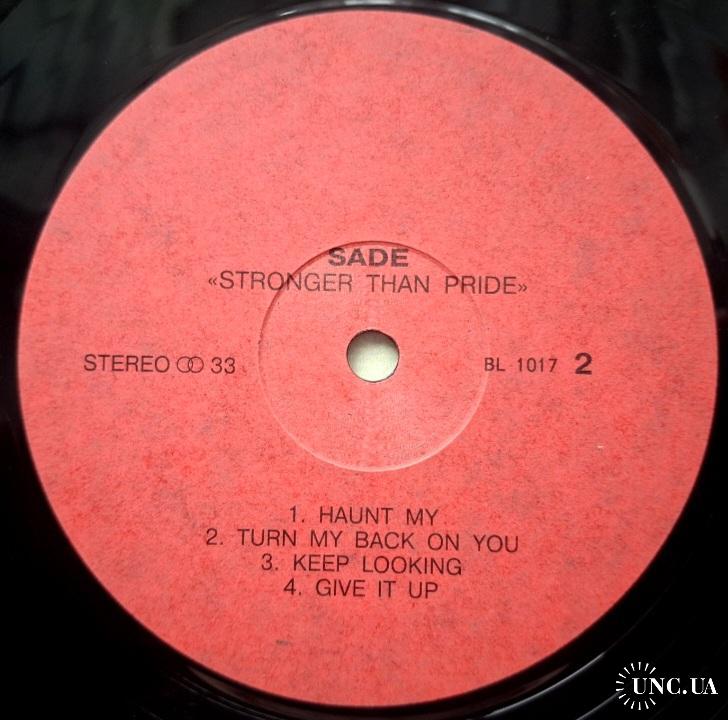 SADE
«STRONGER THAN PRIDE»
STEREO 33
BL 1017 2
1. HAUNT MY
2. TURN MY BACK ON YOU
3. KEEP LOOKING
4. GIVE IT UP
UNC.UA